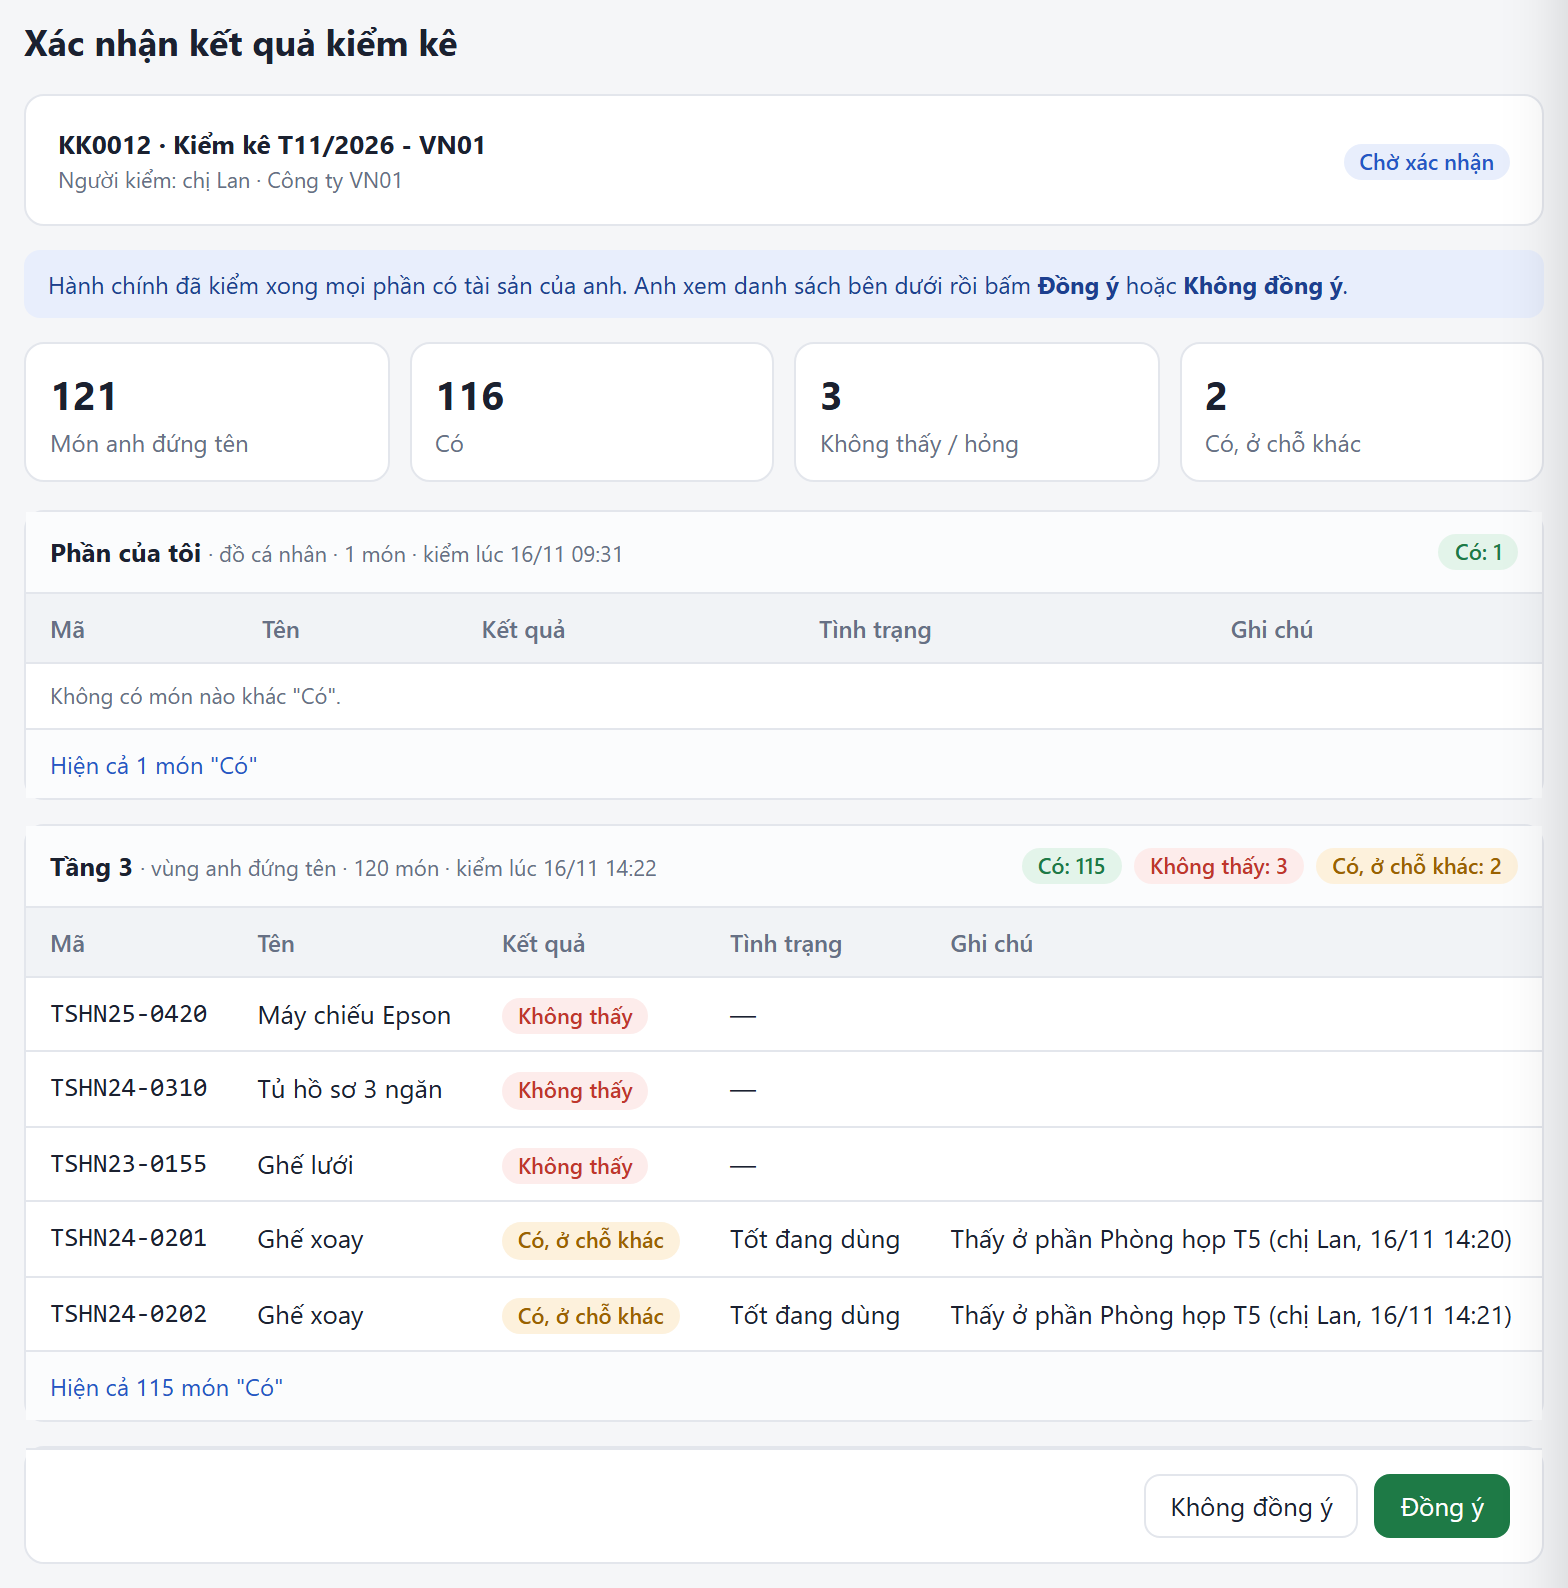 Xác nhận kết quả kiểm kê
KK0012 · Kiểm kê T11/2026 - VN01
Người kiểm: chị Lan · Công ty VN01
Chờ xác nhận
Hành chính đã kiểm xong mọi phần có tài sản của anh. Anh xem danh sách bên dưới rồi bấm Đồng ý hoặc Không đồng ý.
121
Món anh đứng tên
116
Có
3
Không thấy / hỏng
2
Có, ở chỗ khác
Phần của tôi · đồ cá nhân · 1 món · kiểm lúc 16/11 09:31
Có: 1
Mã Tên Kết quả Tình trạng Ghi chú
Không có món nào khác "Có".
Hiện cả 1 món "Có"
Tầng 3 · vùng anh đứng tên · 120 món · kiểm lúc 16/11 14:22
Có: 115 Không thấy: 3 Có, ở chỗ khác: 2
Mã Tên Kết quả Tình trạng Ghi chú
TSHN25-0420 Máy chiếu Epson Không thấy —
TSHN24-0310 Tủ hồ sơ 3 ngăn Không thấy —
TSHN23-0155 Ghế lưới Không thấy —
TSHN24-0201 Ghế xoay Có, ở chỗ khác Tốt đang dùng Thấy ở phần Phòng họp T5 (chị Lan, 16/11 14:20)
TSHN24-0202 Ghế xoay Có, ở chỗ khác Tốt đang dùng Thấy ở phần Phòng họp T5 (chị Lan, 16/11 14:21)
Hiện cả 115 món "Có"
Không đồng ý Đồng ý